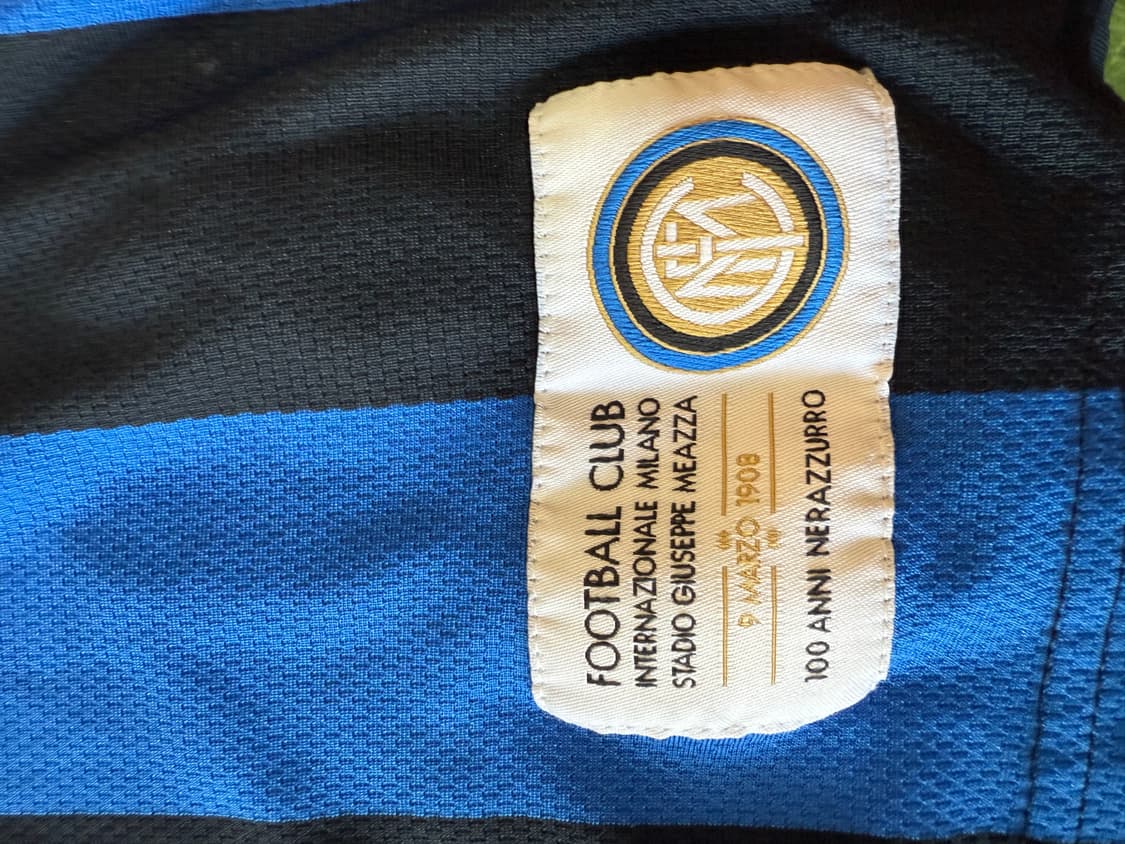 FOOTBALL CLUB
INTERNAZIONALE MILANO
STADIO GIUSEPPE MEAZZA
9 MARZO 1908
100 ANNI NERAZZURRO